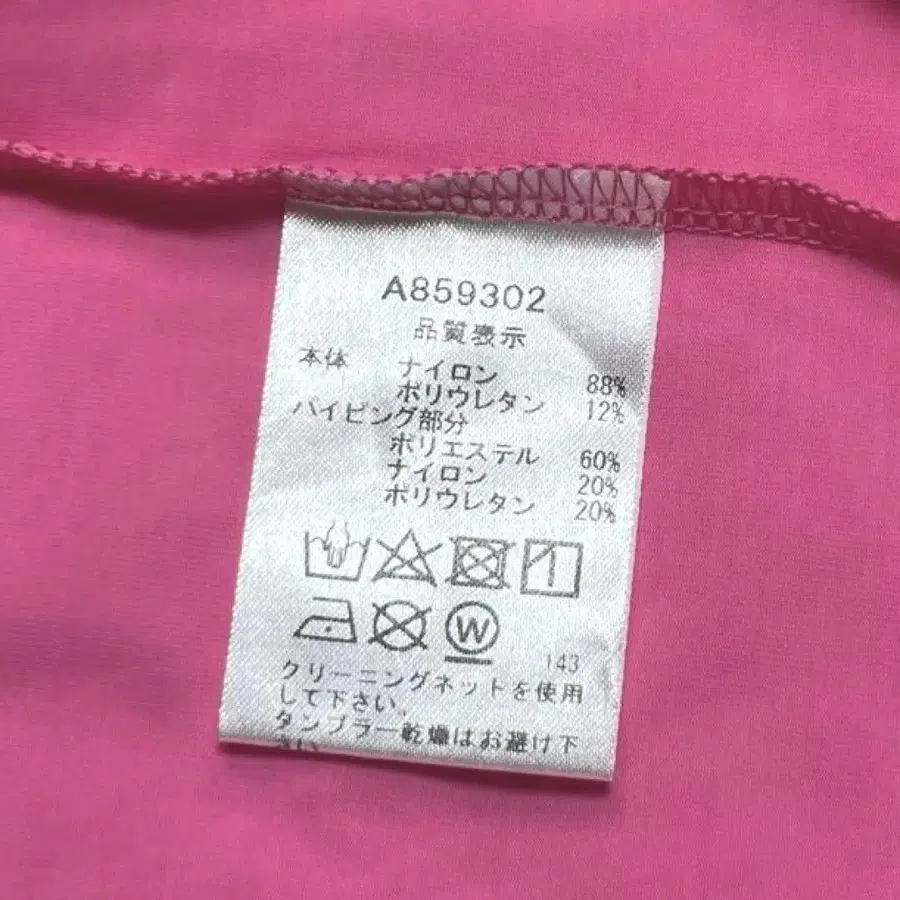 A859302
品質表示
本体 ナイロン 88%
ポリウレタン 12%
パイピング部分
ポリエステル 60%
ナイロン 20%
ポリウレタン 20%
W
143
クリーニングネットを使用
して下さい。
タンブラー乾燥はお避け下
さい